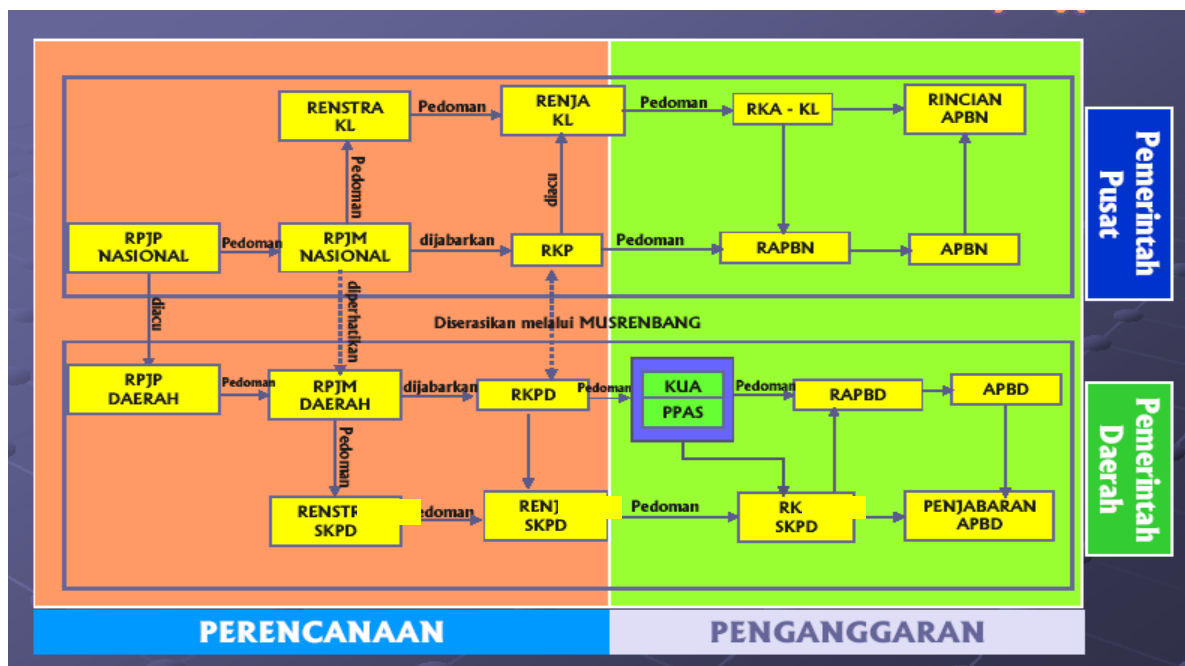 RENSTRA
KL
Pedoman
RENJA
KL
Pedoman
RKA - KL
RINCIAN
APBN
Pedoman
diacu
RPJP
NASIONAL
Pedoman
RPJM
NASIONAL
dijabarkan
RKP
Pedoman
RAPBN
APBN
Pemerintah
Pusat
diacu
diperhatikan
Diserasikan melalui MUSRENBANG
RPJP
DAERAH
Pedoman
RPJM
DAERAH
dijabarkan
RKPD
Pedoman
KUA
PPAS
Pedoman
RAPBD
APBD
Pedoman
RENSTR
SKPD
edoman
RENJ
SKPD
Pedoman
RK
SKPD
PENJABARAN
APBD
Pemerintah
Daerah
PERENCANAAN
PENGANGGARAN